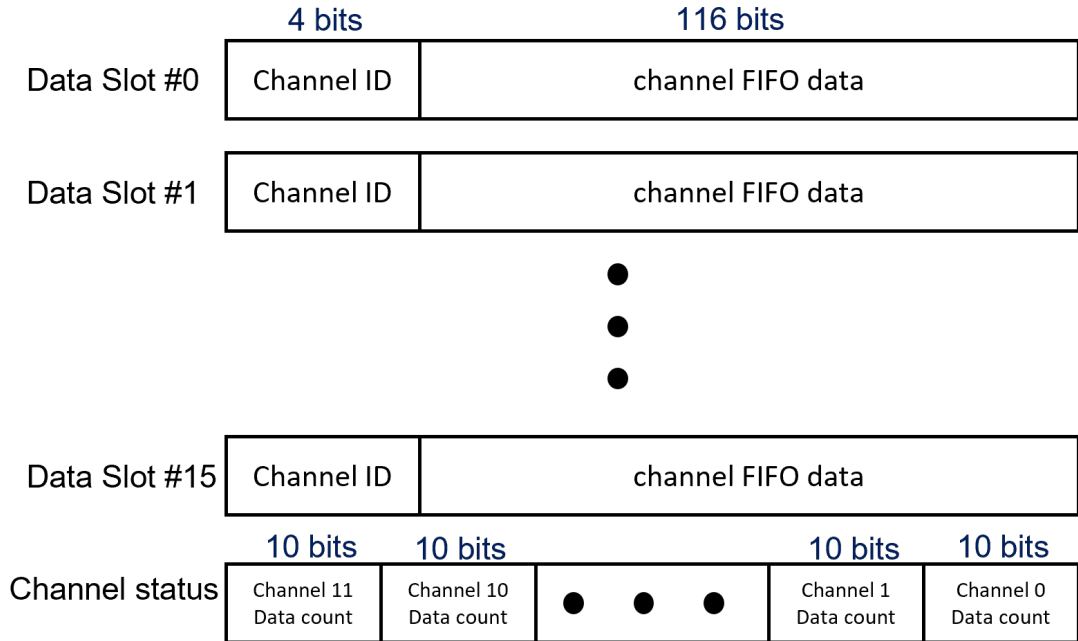 4 bits 116 bits
Data Slot #0 Channel ID channel FIFO data
Data Slot #1 Channel ID channel FIFO data
Data Slot #15 Channel ID channel FIFO data
10 bits 10 bits 10 bits 10 bits
Channel status
Channel 11
Data count
Channel 10
Data count
Channel 1
Data count
Channel 0
Data count